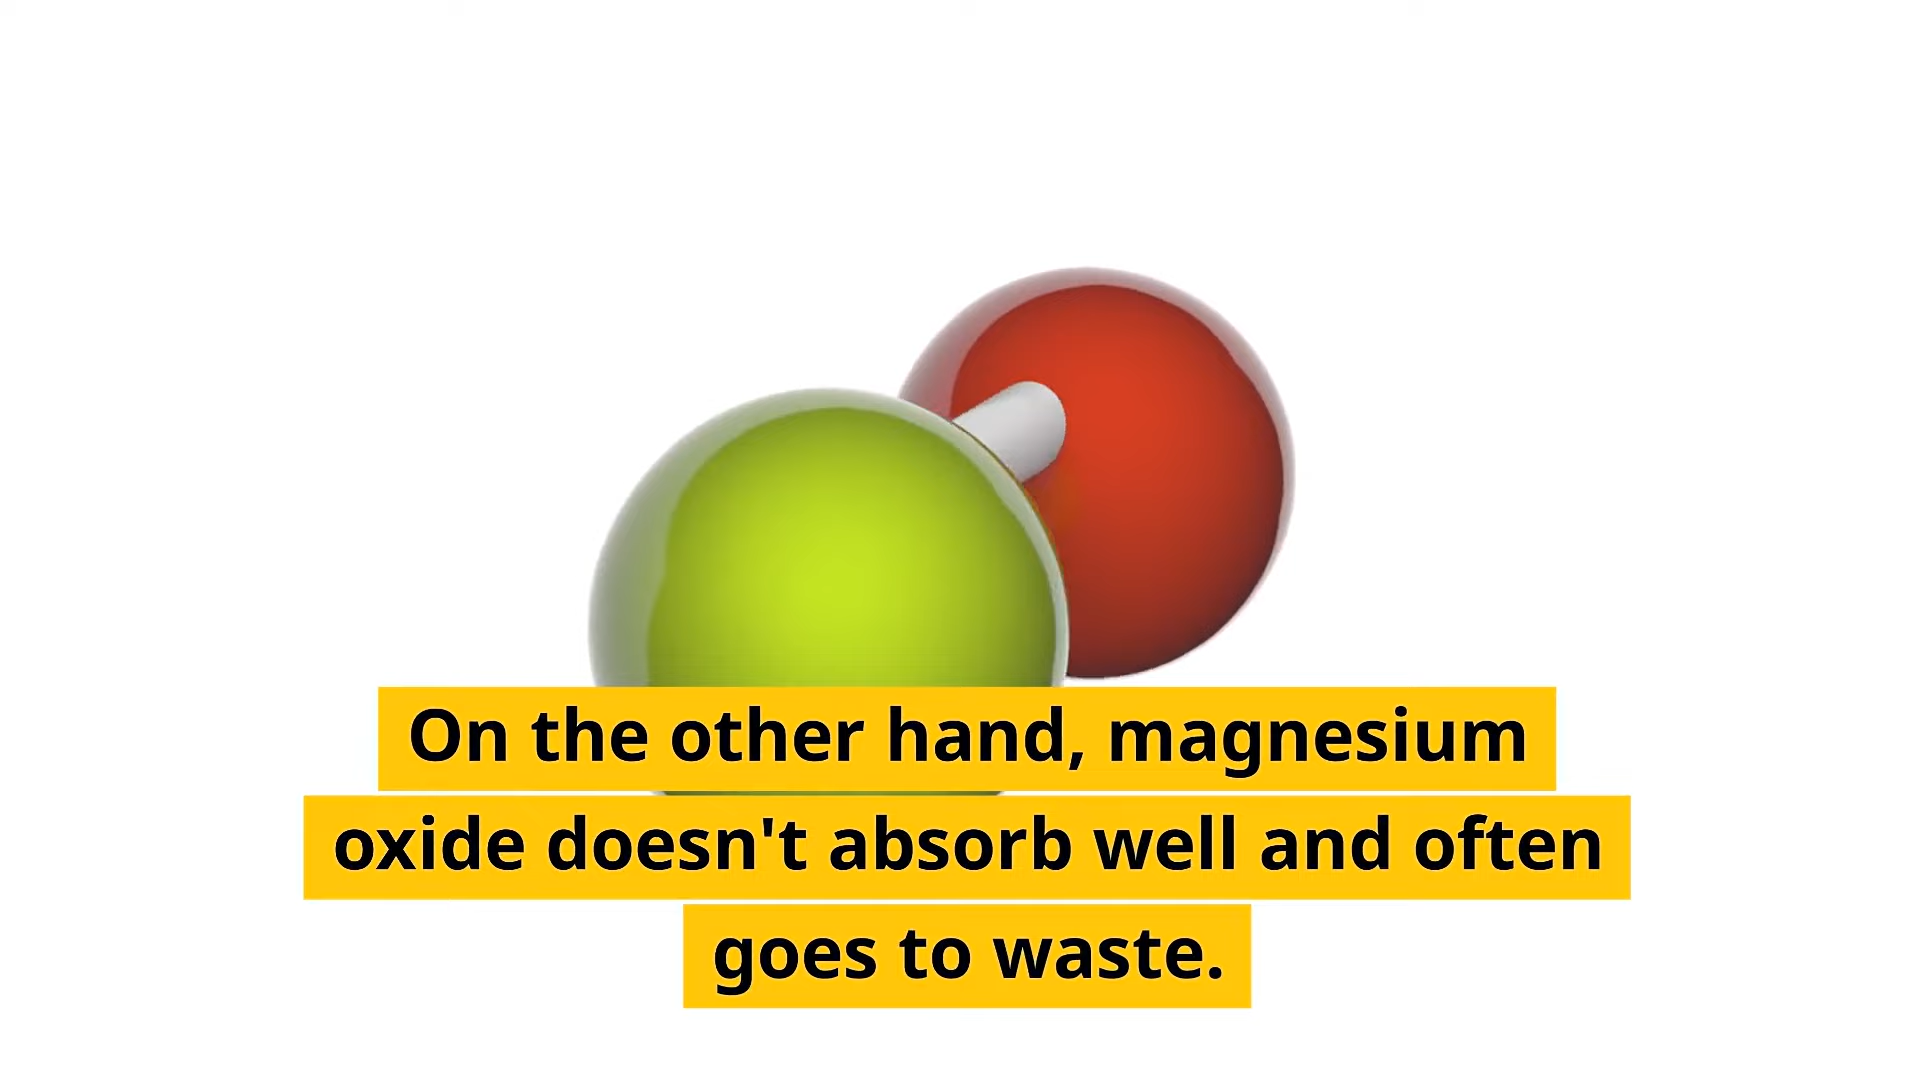 On the other hand, magnesium
oxide doesn't absorb well and often
goes to waste.